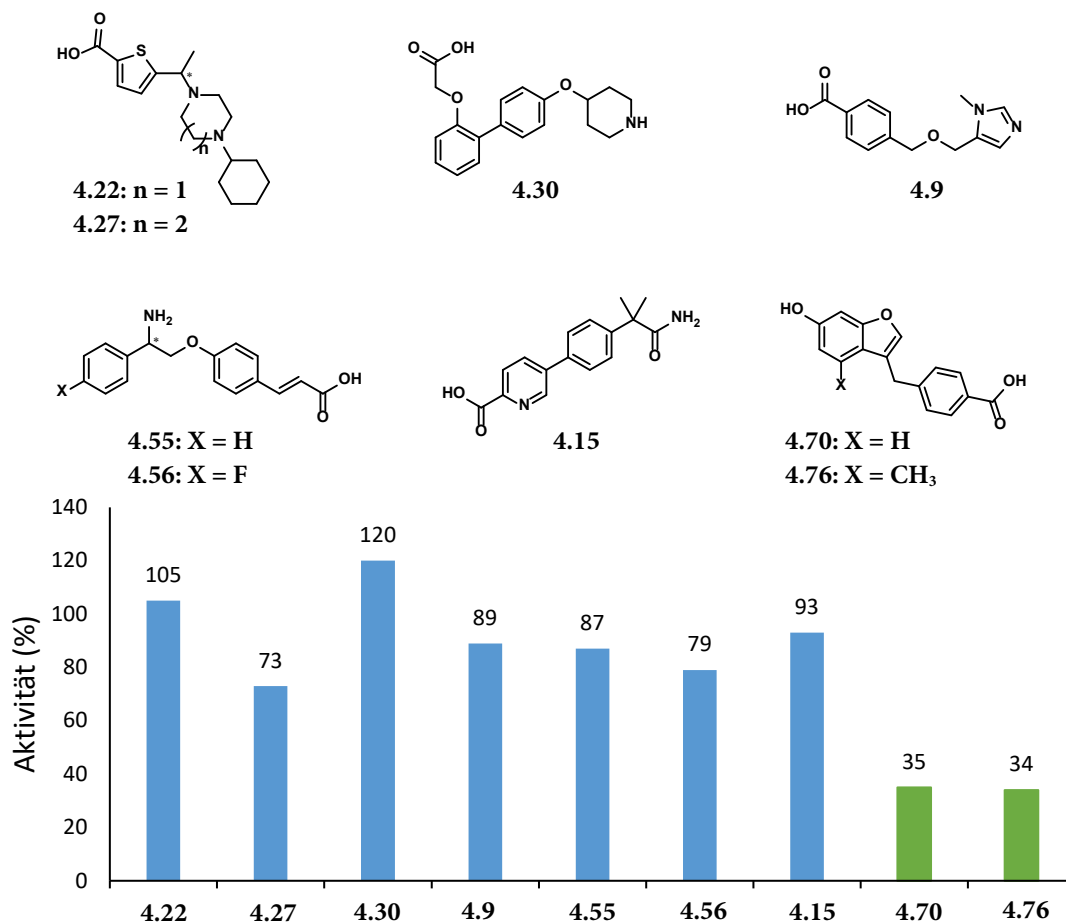 O
HO
S
*
N
N
n
4.22: n = 1
4.27: n = 2
O
OH
O
O
NH
4.30
O
HO
O
N
N
4.9
NH₂
*
O
X
O
OH
4.55: X = H
4.56: X = F
NH₂
O
HO
O
N
4.15
HO
O
X
OH
O
4.70: X = H
4.76: X = CH₃
Aktivität (%)
140
120
100
80
60
40
20
0
105
73
120
89
87
79
93
35
34
4.22 4.27 4.30 4.9 4.55 4.56 4.15 4.70 4.76